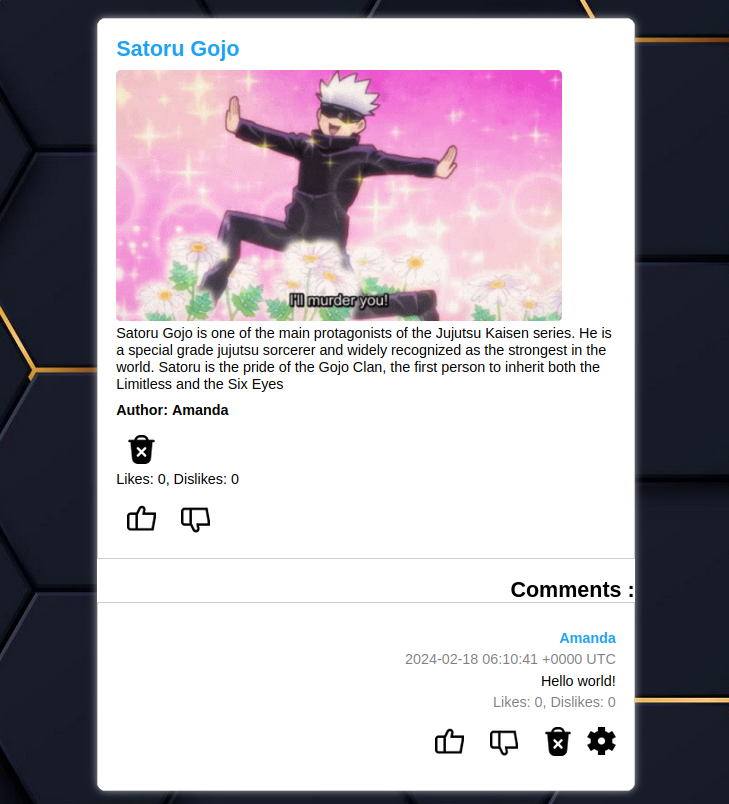 Satoru Gojo
I'll murder you!
Satoru Gojo is one of the main protagonists of the Jujutsu Kaisen series. He is
a special grade jujutsu sorcerer and widely recognized as the strongest in the
world. Satoru is the pride of the Gojo Clan, the first person to inherit both the
Limitless and the Six Eyes
Author: Amanda
Likes: 0, Dislikes: 0
Comments :
Amanda
2024-02-18 06:10:41 +0000 UTC
Hello world!
Likes: 0, Dislikes: 0